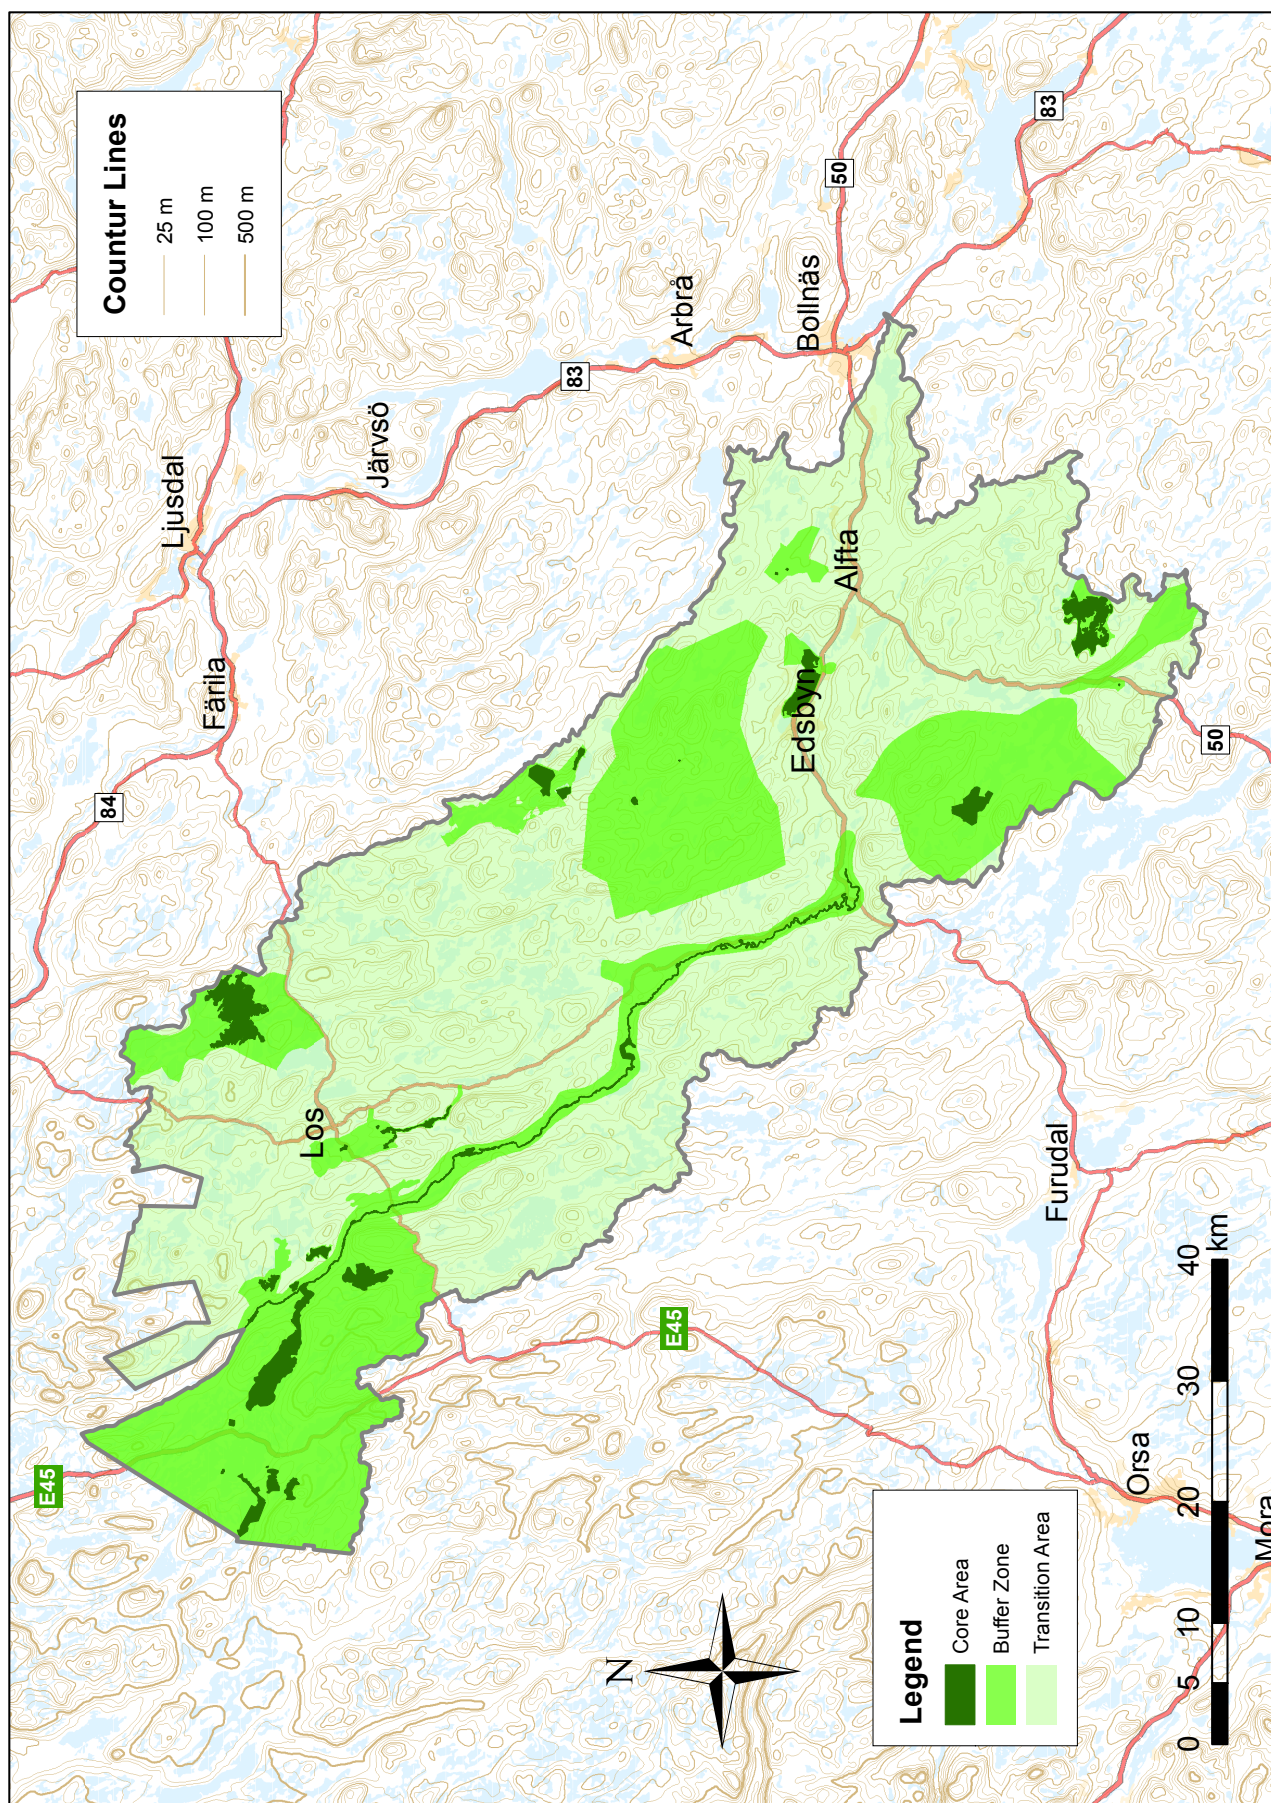 Countur Lines
25 m
100 m
500 m
Ljusdal
Färila
Järvsö
Arbrå
Bollnäs
Alfta
Edsbyn
Los
Furudal
Orsa
Mora
84
83
50
83
50
E45
E45
N
Legend
Core Area
Buffer Zone
Transition Area
0 5 10 20 30 40
km